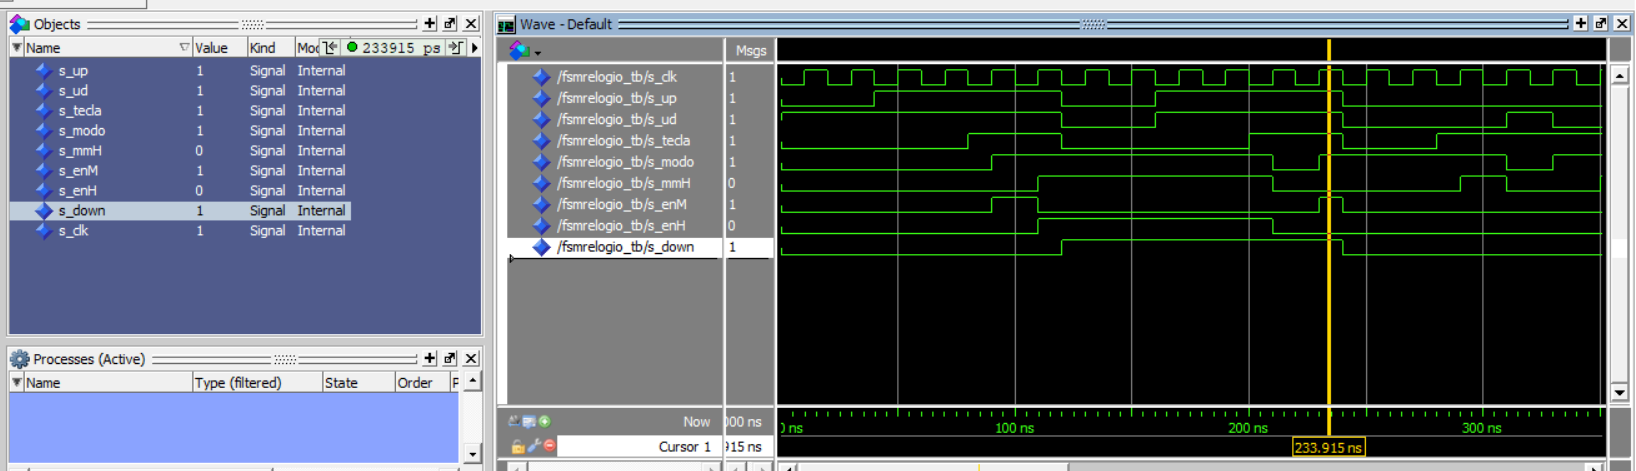 Objects
Name Value Kind Mod 233915 ps
s_up 1 Signal Internal
s_ud 1 Signal Internal
s_tecla 1 Signal Internal
s_modo 1 Signal Internal
s_mmH 0 Signal Internal
s_enM 1 Signal Internal
s_enH 0 Signal Internal
s_down 1 Signal Internal
s_clk 1 Signal Internal
Processes (Active)
Name Type (filtered) State Order P
Wave - Default
Msgs
/fsmrelogio_tb/s_clk 1
/fsmrelogio_tb/s_up 1
/fsmrelogio_tb/s_ud 1
/fsmrelogio_tb/s_tecla 1
/fsmrelogio_tb/s_modo 1
/fsmrelogio_tb/s_mmH 0
/fsmrelogio_tb/s_enM 1
/fsmrelogio_tb/s_enH 0
/fsmrelogio_tb/s_down 1
Now 000 ns ns 100 ns 200 ns 300 ns
Cursor 1 915 ns 233.915 ns